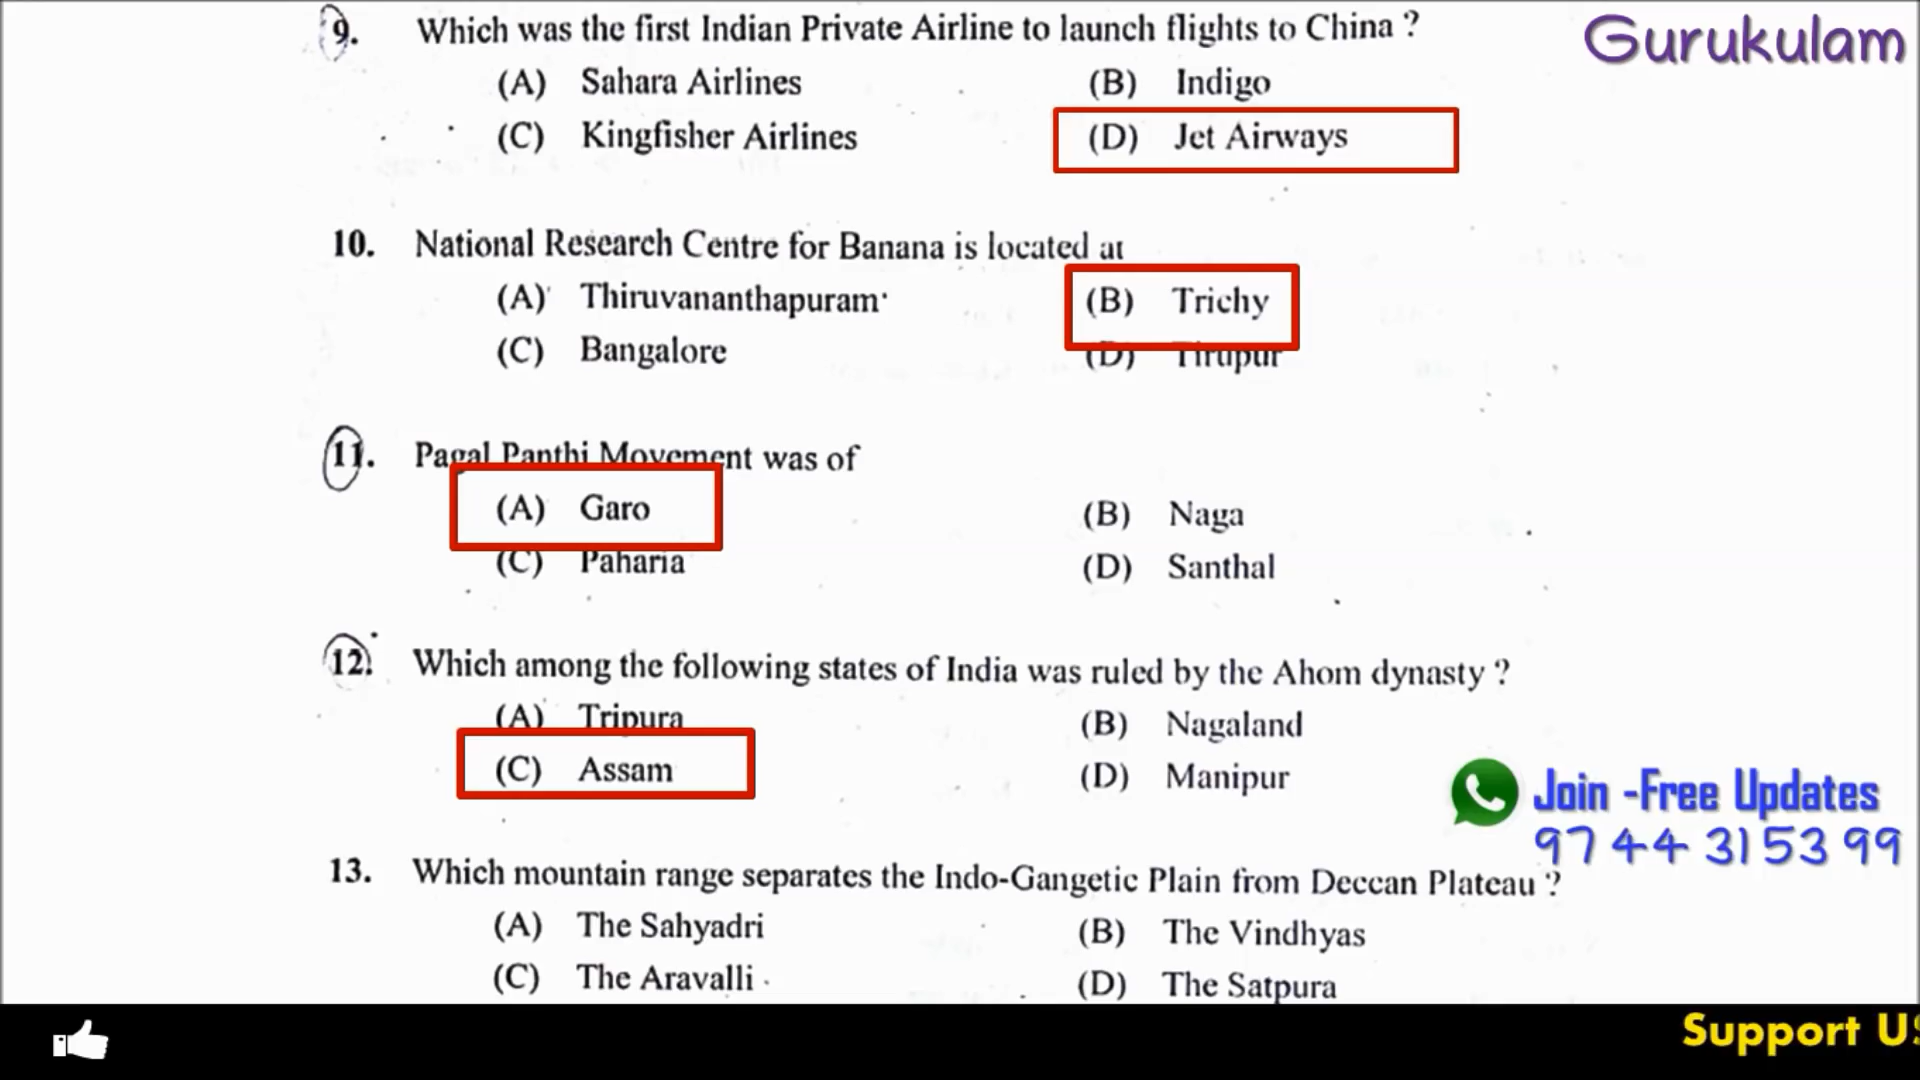 Gurukulam
9. Which was the first Indian Private Airline to launch flights to China ?
(A) Sahara Airlines (B) Indigo
(C) Kingfisher Airlines (D) Jet Airways
10. National Research Centre for Banana is located at
(A) Thiruvananthapuram (B) Trichy
(C) Bangalore (D) Tirupur
11. Pagal Panthi Movement was of
(A) Garo (B) Naga
(C) Paharia (D) Santhal
12. Which among the following states of India was ruled by the Ahom dynasty ?
(A) Tripura (B) Nagaland
(C) Assam (D) Manipur
Join -Free Updates
97 44 3153 99
13. Which mountain range separates the Indo-Gangetic Plain from Deccan Plateau ?
(A) The Sahyadri (B) The Vindhyas
(C) The Aravalli (D) The Satpura
Support US